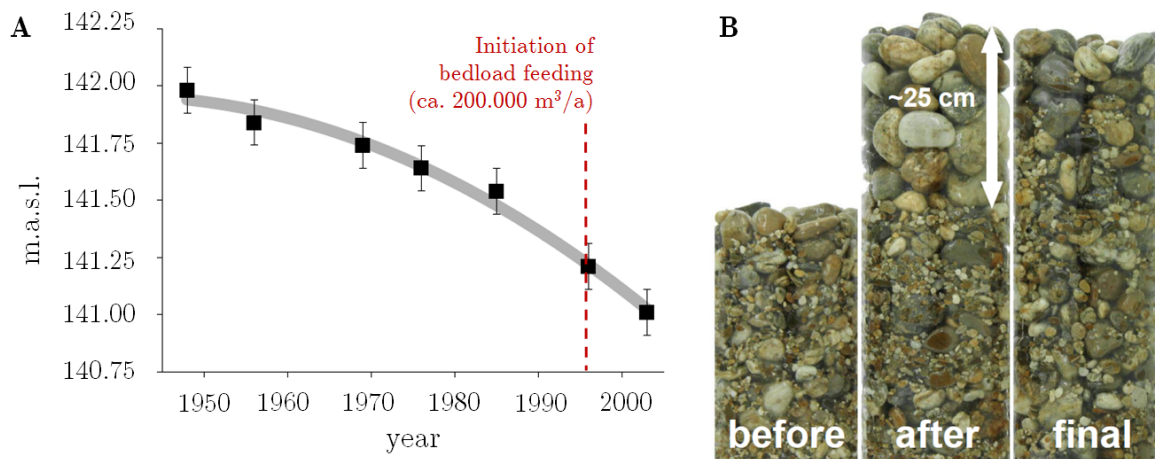 A
142.25
142.00
141.75
141.50
141.25
141.00
140.75
m.a.s.l.
1950 1960 1970 1980 1990 2000
year
Initiation of
bedload feeding
(ca. 200.000 m³/a)
B
~25 cm
before after final